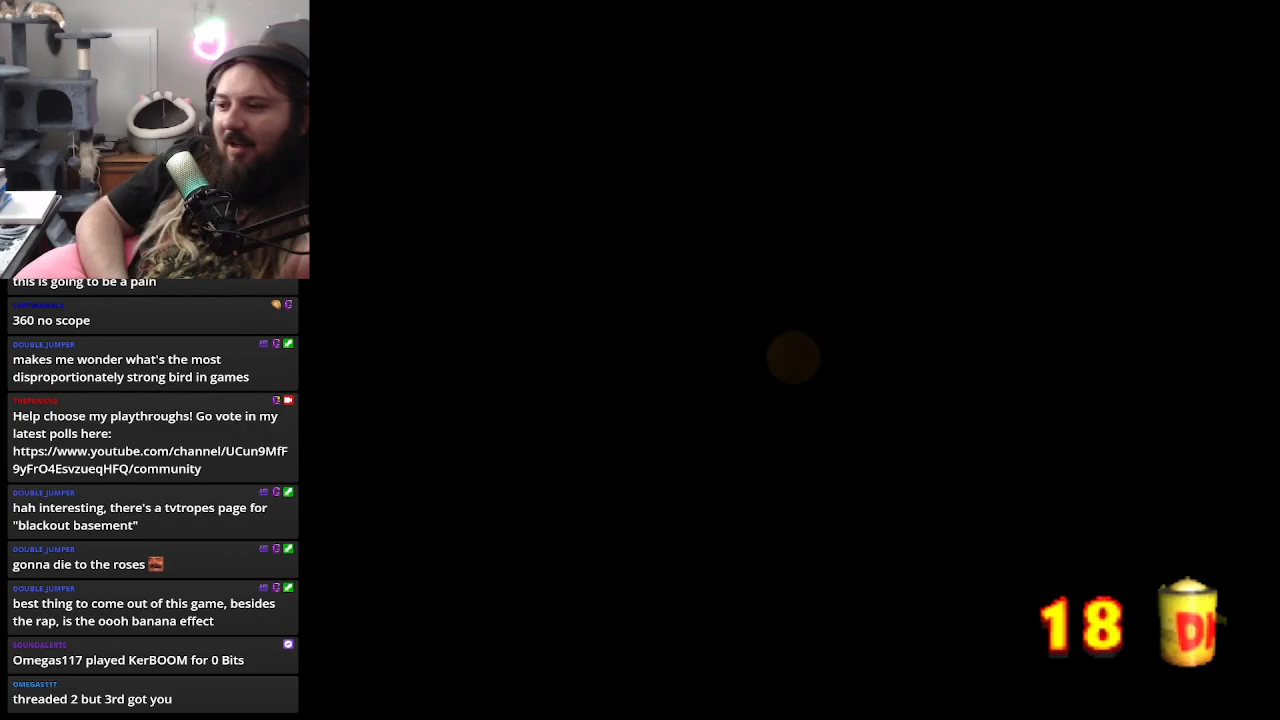 this is going to be a pain
360 no scope
DOUBLE_JUMPER
makes me wonder what's the most
disproportionately strong bird in games
Help choose my playthroughs! Go vote in my
latest polls here:
https://www.youtube.com/channel/UCun9MfF
9yFrO4EsvzueqHFQ/community
DOUBLE_JUMPER
hah interesting, there's a tvtropes page for
"blackout basement"
DOUBLE_JUMPER
gonna die to the roses
DOUBLE_JUMPER
best thing to come out of this game, besides
the rap, is the oooh banana effect
SOUNDALERTS
Omegas117 played KerBOOM for 0 Bits
OMEGAS117
threaded 2 but 3rd got you
18